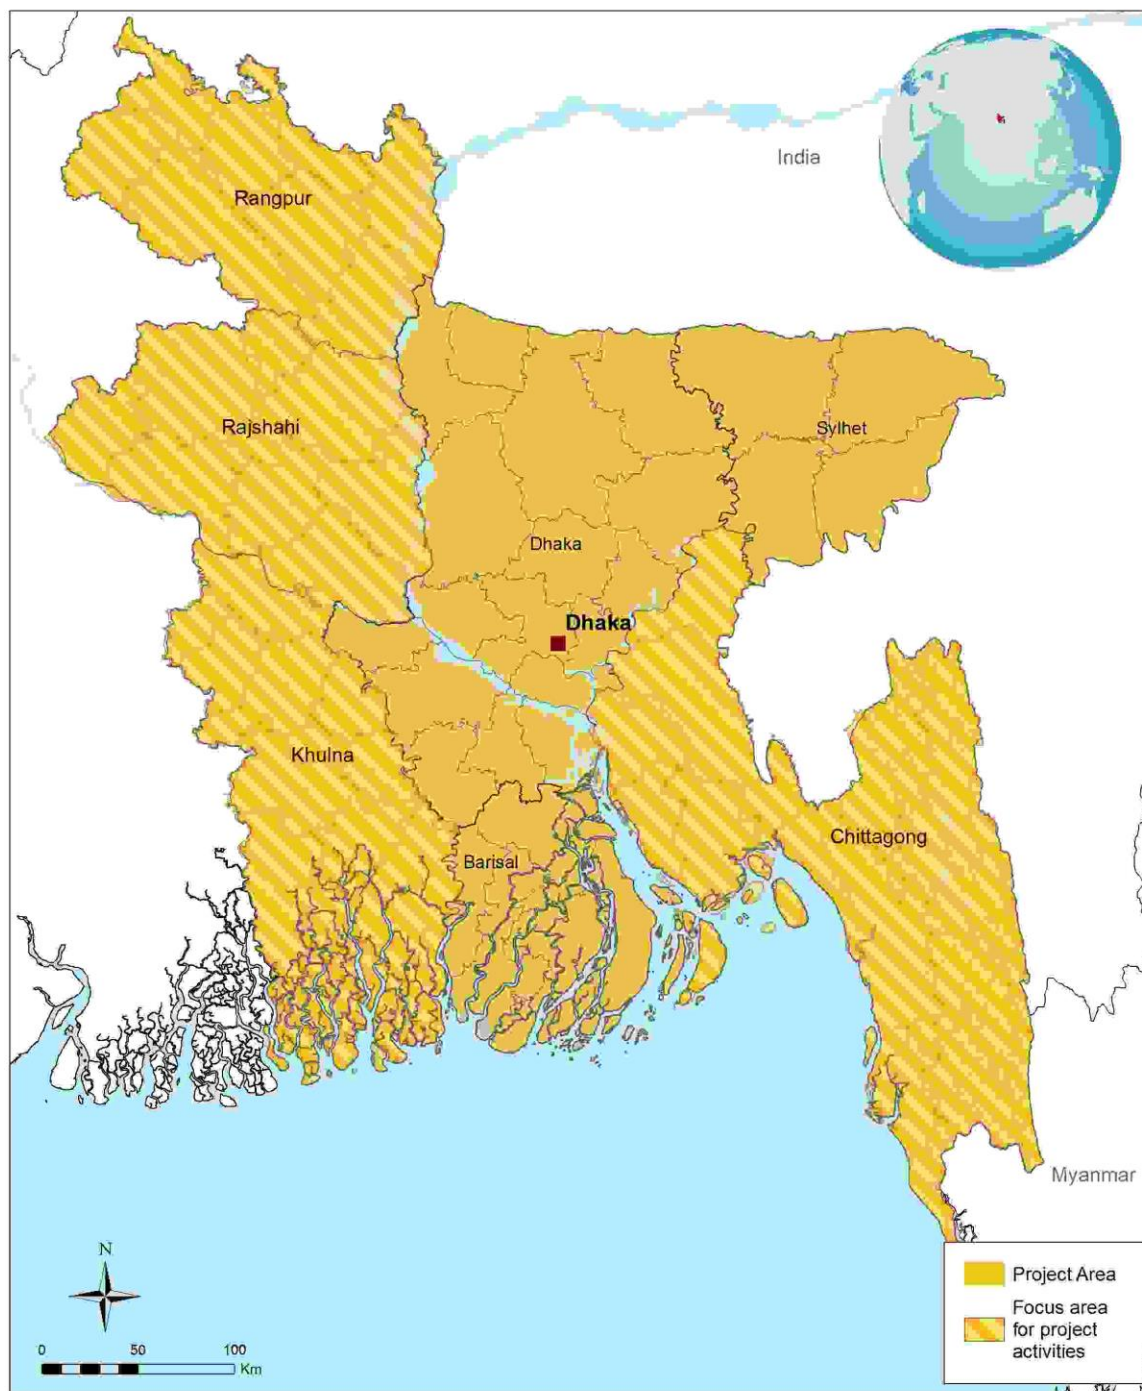 India
Rangpur
Rajshahi
Sylhet
Dhaka
Dhaka
Khulna
Chittagong
Barisal
Myanmar
N
0 50 100
Km
Project Area
Focus area
for project
activities